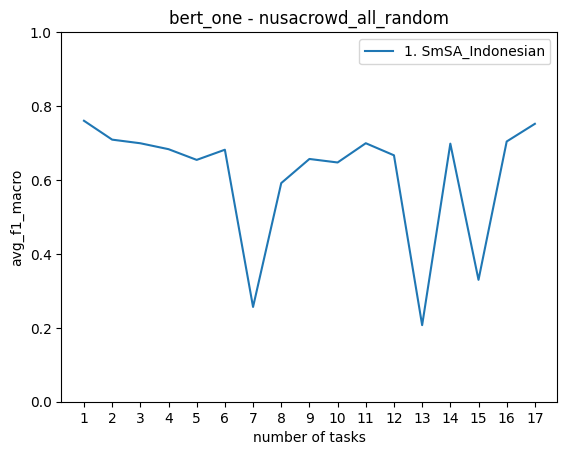 bert_one - nusacrowd_all_random
1. SmSA_Indonesian
avg_f1_macro
1.0
0.8
0.6
0.4
0.2
0.0
1 2 3 4 5 6 7 8 9 10 11 12 13 14 15 16 17
number of tasks